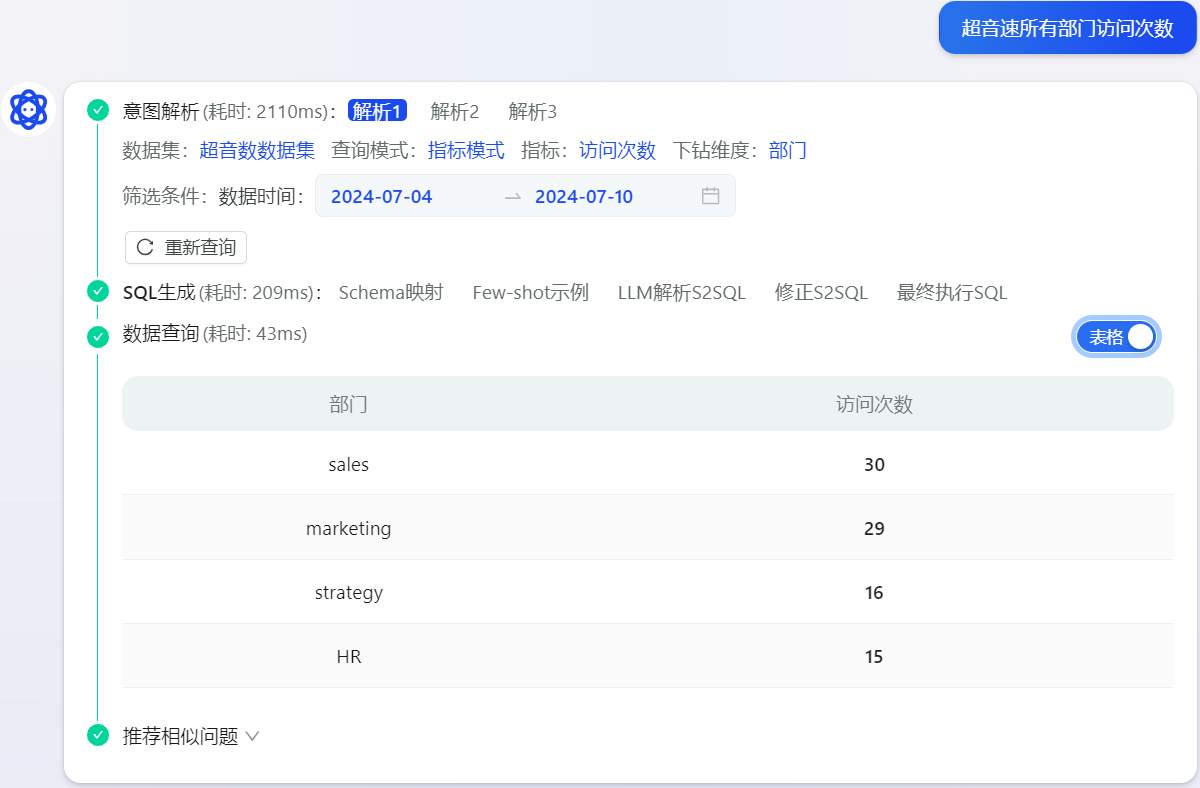 超音速所有部门访问次数
意图解析(耗时: 2110ms): 解析1 解析2 解析3
数据集: 超音数数据集 查询模式: 指标模式 指标: 访问次数 下钻维度: 部门
筛选条件: 数据时间: 2024-07-04 → 2024-07-10
重新查询
SQL生成(耗时: 209ms): Schema映射 Few-shot示例 LLM解析S2SQL 修正S2SQL 最终执行SQL
数据查询(耗时: 43ms)
表格
部门 访问次数
sales 30
marketing 29
strategy 16
HR 15
推荐相似问题